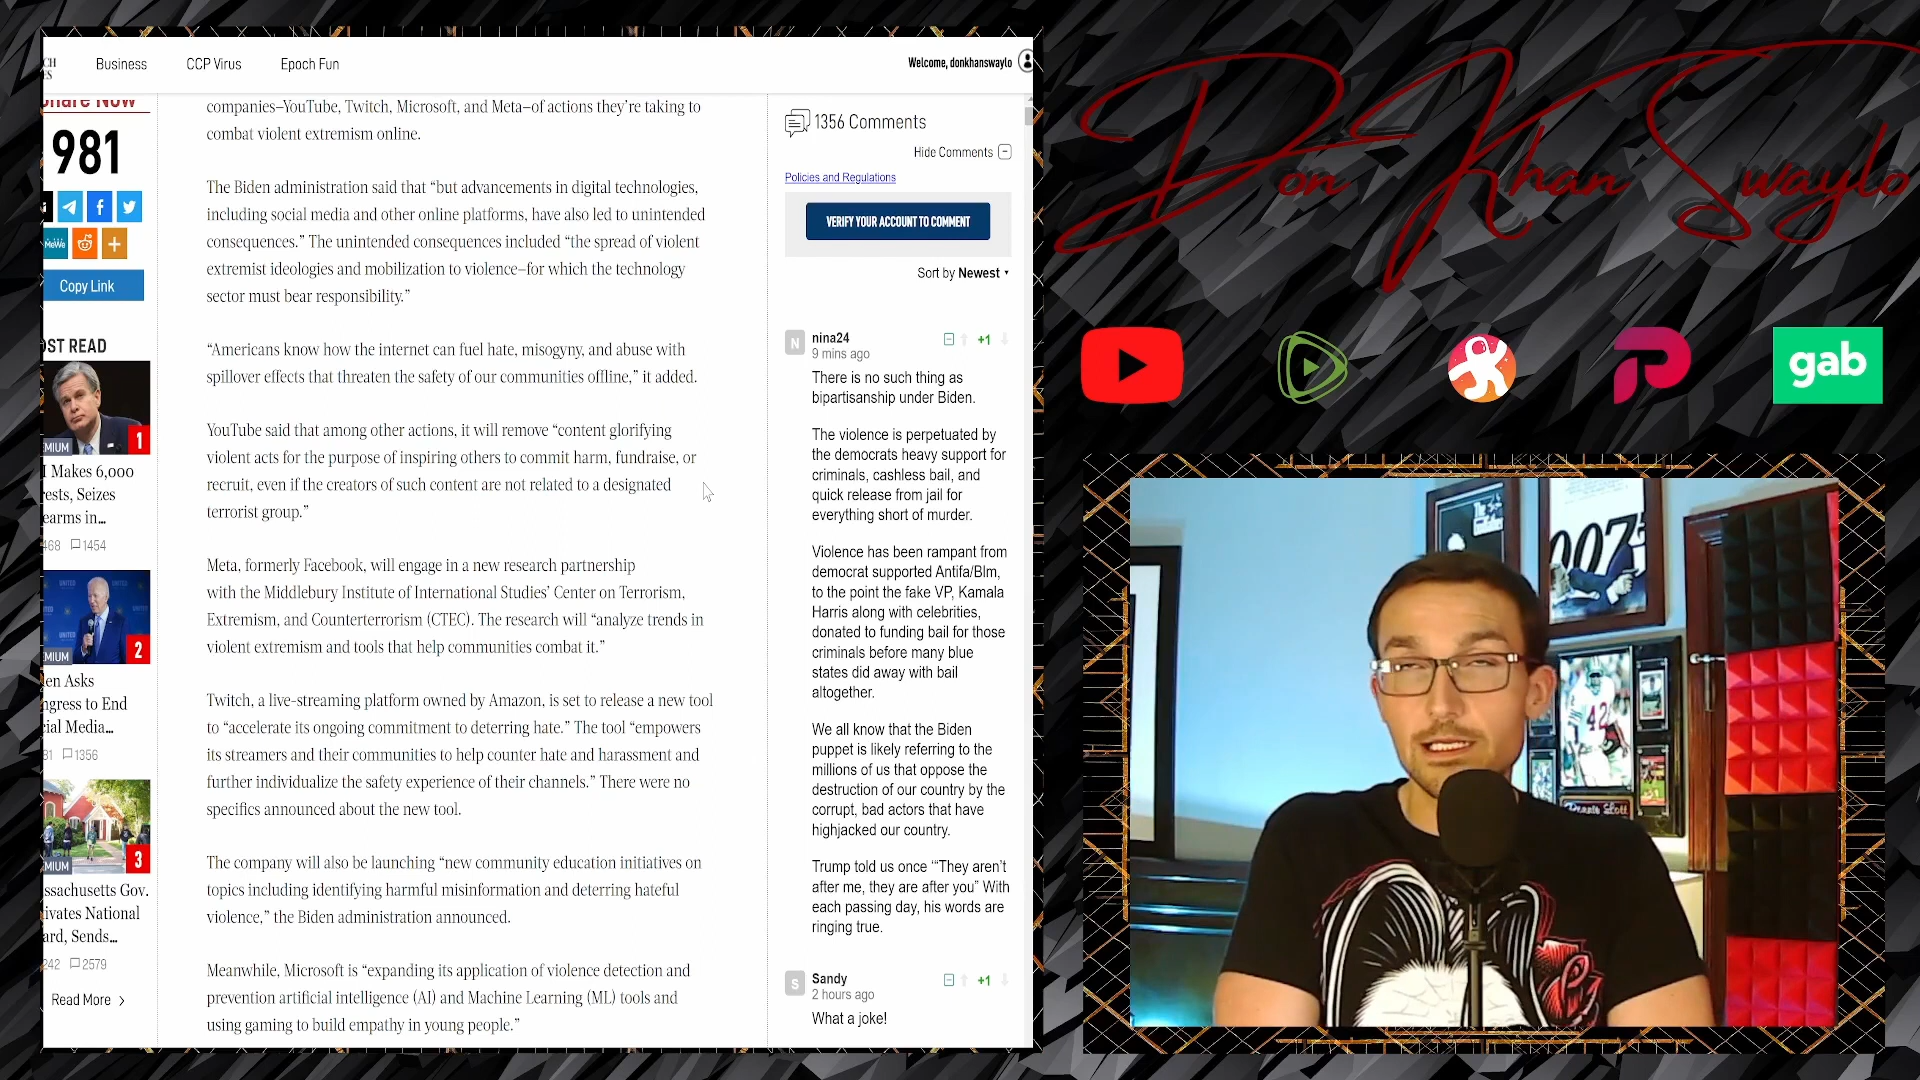 CH
ES
Business
CCP Virus
Epoch Fun
Welcome, donkhanswaylo
Share Now
981
MeWe
Copy Link
OST READ
EMIUM
1
I Makes 6,000
rests, Seizes
earms in...
468
1454
EMIUM
2
en Asks
ngress to End
cial Media...
81
1356
EMIUM
3
ssachusetts Gov.
ivates National
ard, Sends...
242
2579
Read More
companies–YouTube, Twitch, Microsoft, and Meta–of actions they’re taking to
combat violent extremism online.
The Biden administration said that “but advancements in digital technologies,
including social media and other online platforms, have also led to unintended
consequences.” The unintended consequences included “the spread of violent
extremist ideologies and mobilization to violence–for which the technology
sector must bear responsibility.”
“Americans know how the internet can fuel hate, misogyny, and abuse with
spillover effects that threaten the safety of our communities offline,” it added.
YouTube said that among other actions, it will remove “content glorifying
violent acts for the purpose of inspiring others to commit harm, fundraise, or
recruit, even if the creators of such content are not related to a designated
terrorist group.”
Meta, formerly Facebook, will engage in a new research partnership
with the Middlebury Institute of International Studies’ Center on Terrorism,
Extremism, and Counterterrorism (CTEC). The research will “analyze trends in
violent extremism and tools that help communities combat it.”
Twitch, a live-streaming platform owned by Amazon, is set to release a new tool
to “accelerate its ongoing commitment to deterring hate.” The tool “empowers
its streamers and their communities to help counter hate and harassment and
further individualize the safety experience of their channels.” There were no
specifics announced about the new tool.
The company will also be launching “new community education initiatives on
topics including identifying harmful misinformation and deterring hateful
violence,” the Biden administration announced.
Meanwhile, Microsoft is “expanding its application of violence detection and
prevention artificial intelligence (AI) and Machine Learning (ML) tools and
using gaming to build empathy in young people.”
1356 Comments
Hide Comments
Policies and Regulations
VERIFY YOUR ACCOUNT TO COMMENT
Sort by Newest
N
nina24
+1
9 mins ago
There is no such thing as
bipartisanship under Biden.
The violence is perpetuated by
the democrats heavy support for
criminals, cashless bail, and
quick release from jail for
everything short of murder.
Violence has been rampant from
democrat supported Antifa/Blm,
to the point the fake VP, Kamala
Harris along with celebrities,
donated to funding bail for those
criminals before many blue
states did away with bail
altogether.
We all know that the Biden
puppet is likely referring to the
millions of us that oppose the
destruction of our country by the
corrupt, bad actors that have
highjacked our country.
Trump told us once ‘“They aren’t
after me, they are after you” With
each passing day, his words are
ringing true.
S
Sandy
+1
2 hours ago
What a joke!
Don Khan Swaylo
gab
007
42
Ronnie Lott